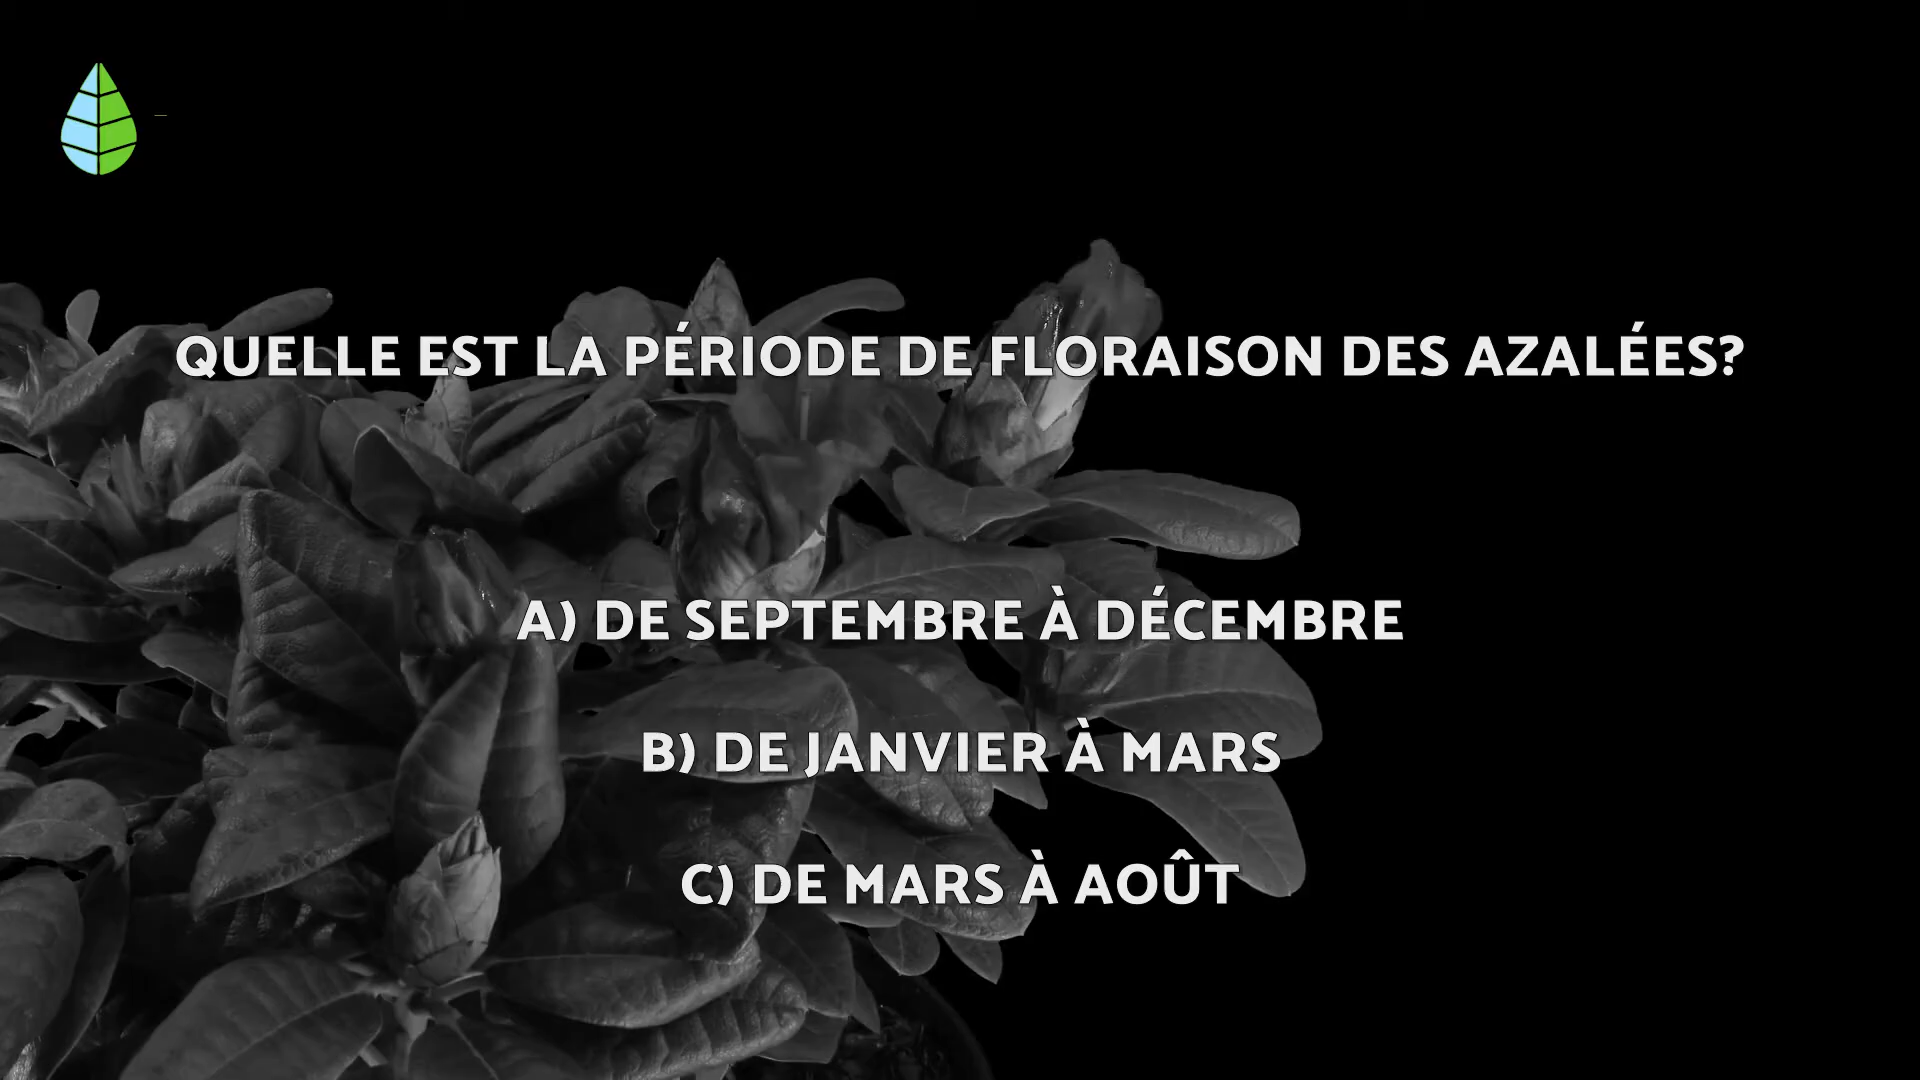 QUELLE EST LA PÉRIODE DE FLORAISON DES AZALÉES?
A) DE SEPTEMBRE À DÉCEMBRE
B) DE JANVIER À MARS
C) DE MARS À AOÛT